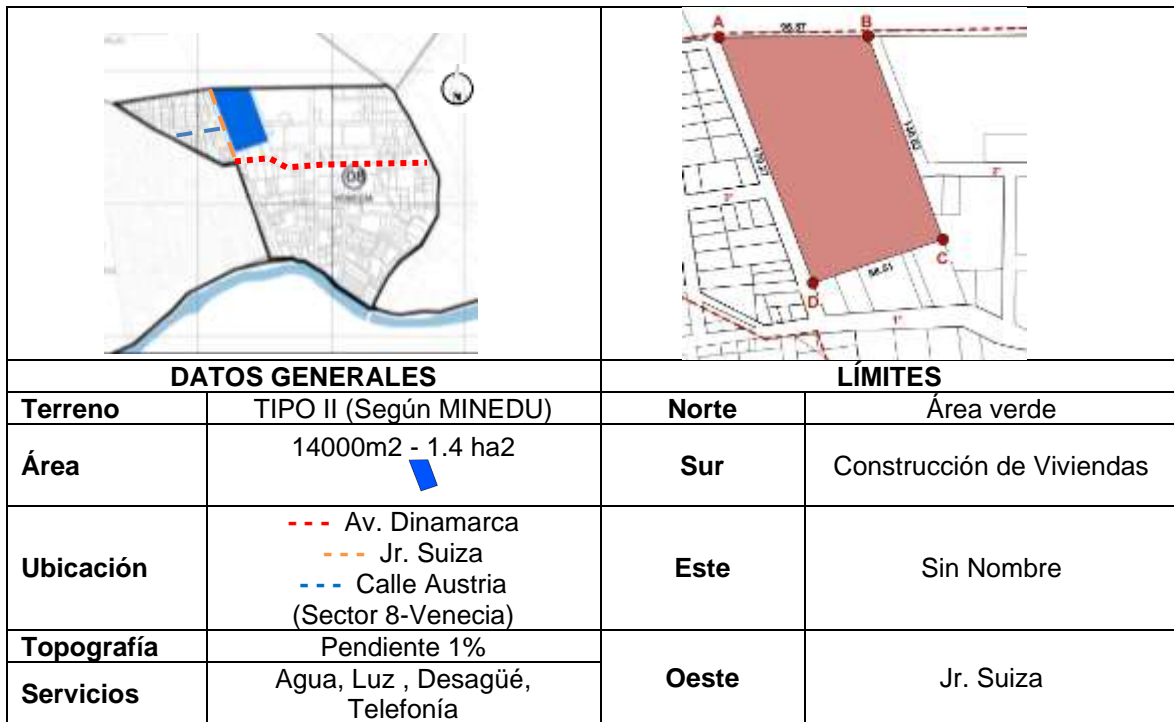 A
B
C
D
2"
1"
DATOS GENERALES
LÍMITES
Terreno
TIPO II (Según MINEDU)
Norte
Área verde
Área
14000m2 - 1.4 ha2
Sur
Construcción de Viviendas
Ubicación
--- Av. Dinamarca
--- Jr. Suiza
--- Calle Austria
(Sector 8-Venecia)
Este
Sin Nombre
Topografía
Pendiente 1%
Servicios
Agua, Luz , Desagüé,
Telefonía
Oeste
Jr. Suiza